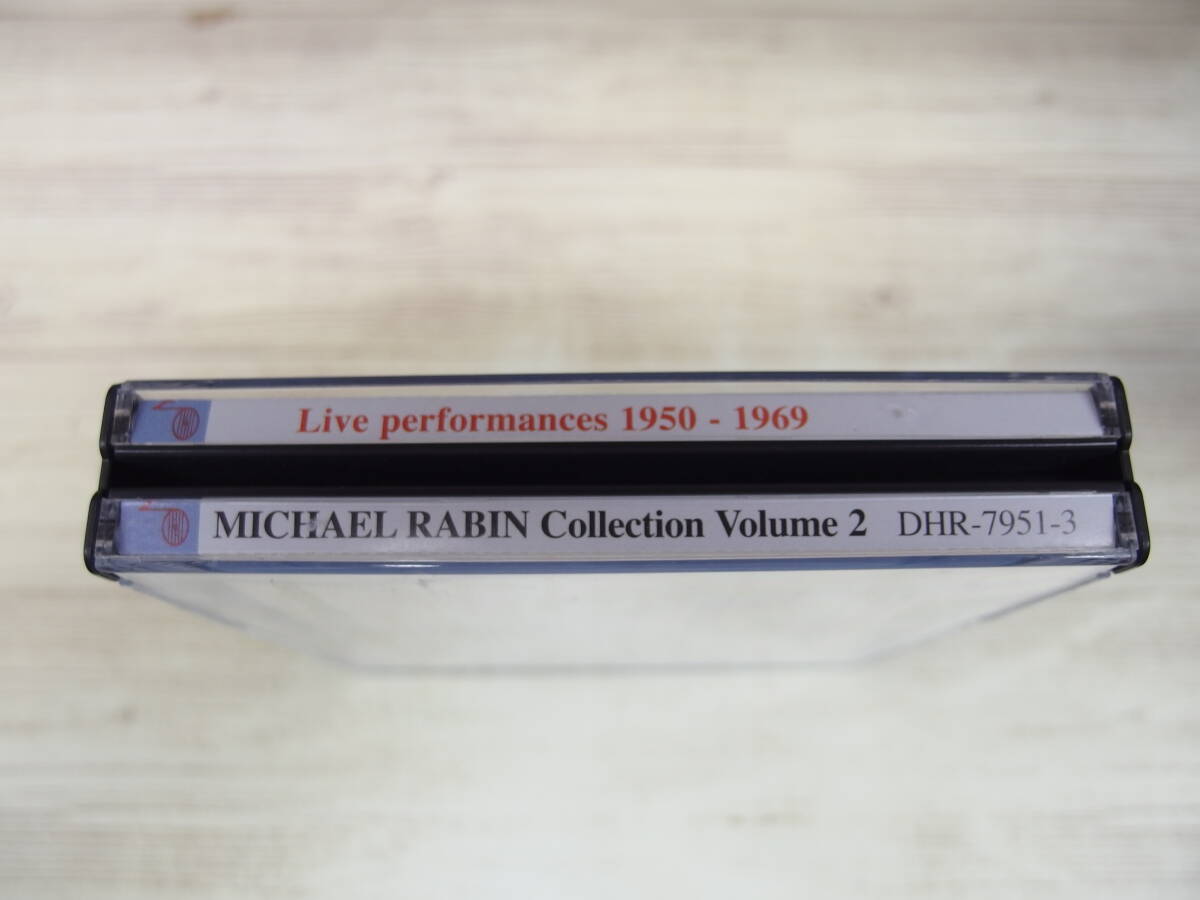 Live performances 1950 - 1969
MICHAEL RABIN Collection Volume 2 DHR-7951-3